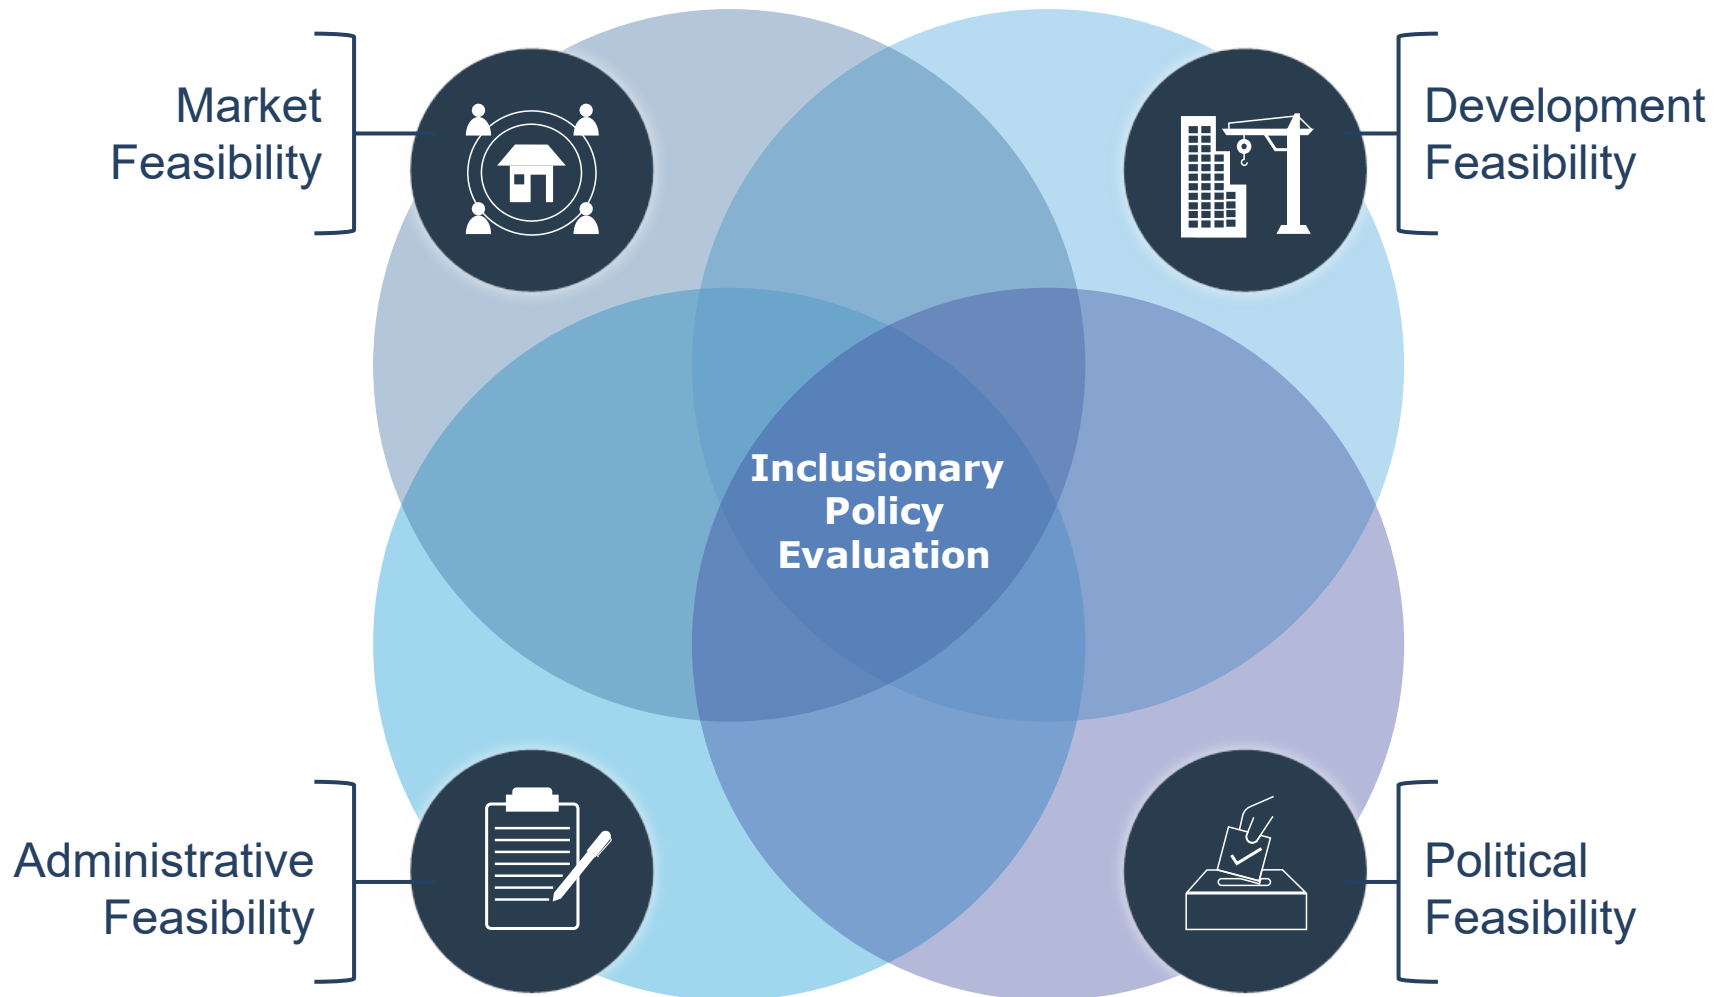 Market
Feasibility
Development
Feasibility
Inclusionary
Policy
Evaluation
Administrative
Feasibility
Political
Feasibility